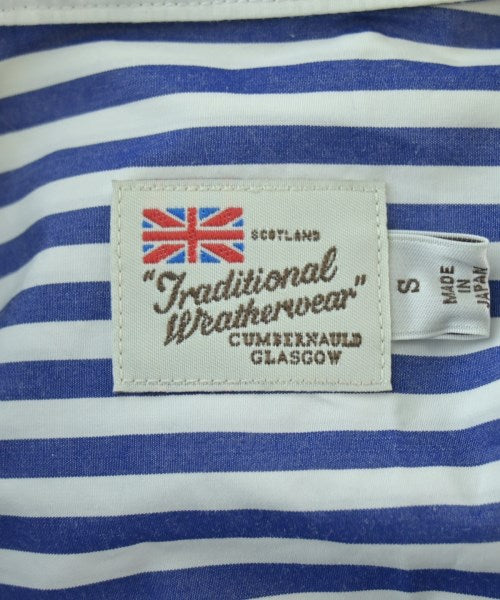 SCOTLAND
"Traditional
Weatherwear"
CUMBERNAULD
GLASGOW
S
MADE
IN
JAPAN